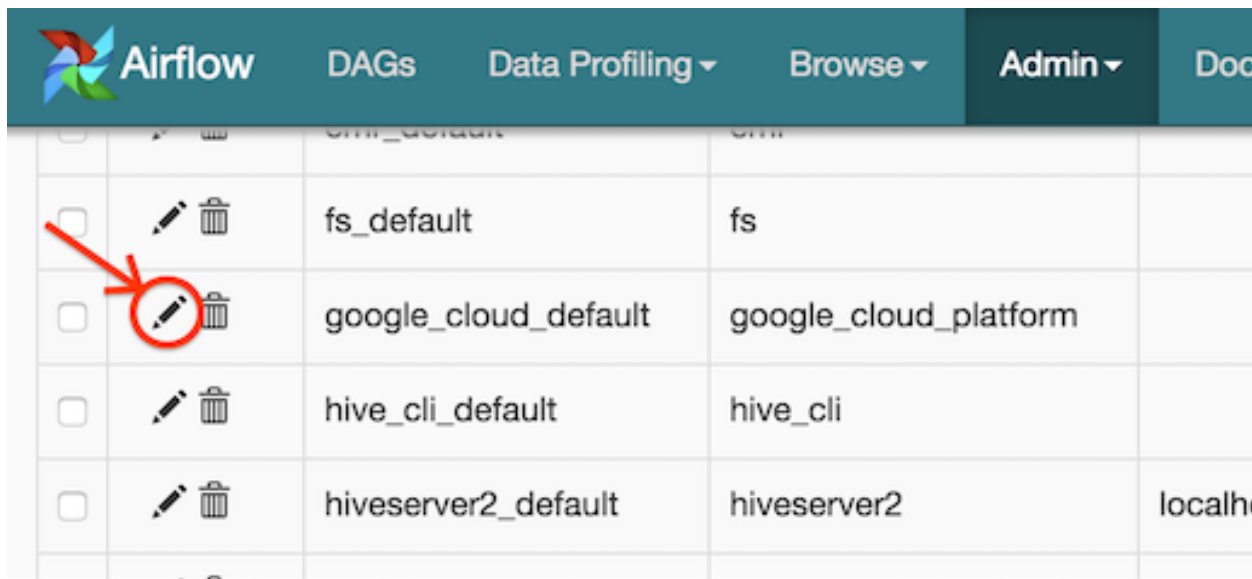 Airflow DAGs Data Profiling Browse Admin
fs_default fs
google_cloud_default google_cloud_platform
hive_cli_default hive_cli
hiveserver2_default hiveserver2